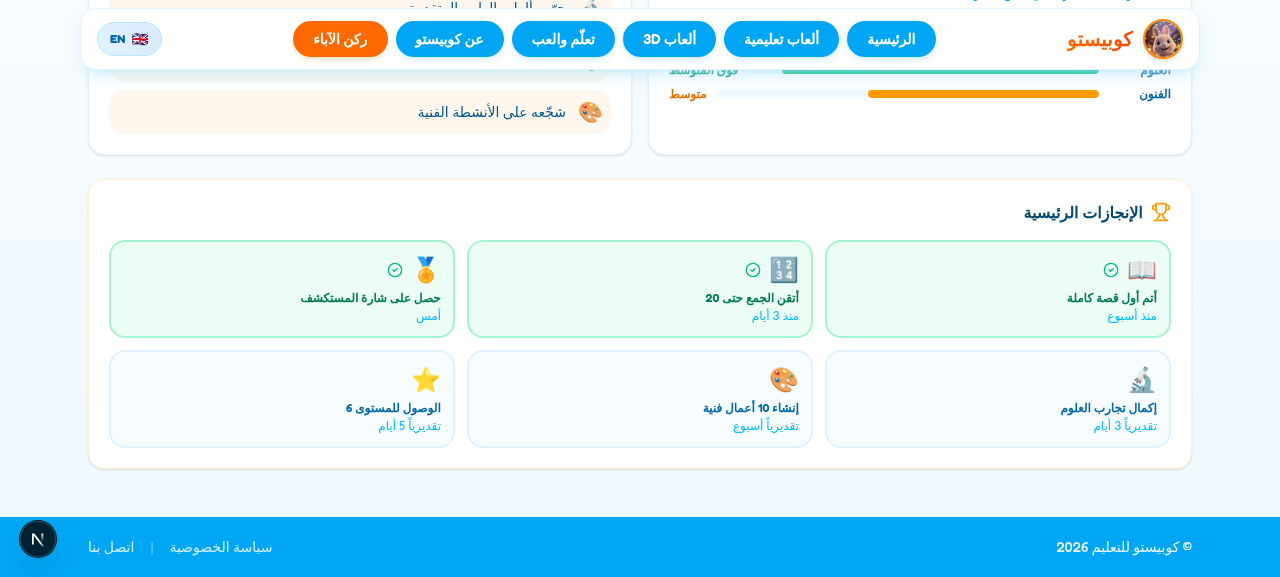 كوبيستو
الرئيسية
ألعاب تعليمية
ألعاب 3D
تعلّم والعب
عن كوبيستو
ركن الآباء
EN
العلوم
فوق المتوسط
الفنون
متوسط
شجّعه على الأنشطة الفنية
الإنجازات الرئيسية
أتم أول قصة كاملة
منذ أسبوع
أتقن الجمع حتى 20
منذ 3 أيام
حصل على شارة المستكشف
أمس
إكمال تجارب العلوم
تقديرياً 3 أيام
إنشاء 10 أعمال فنية
تقديرياً أسبوع
الوصول للمستوى 6
تقديرياً 5 أيام
© كوبيستو للتعليم 2026
سياسة الخصوصية | اتصل بنا